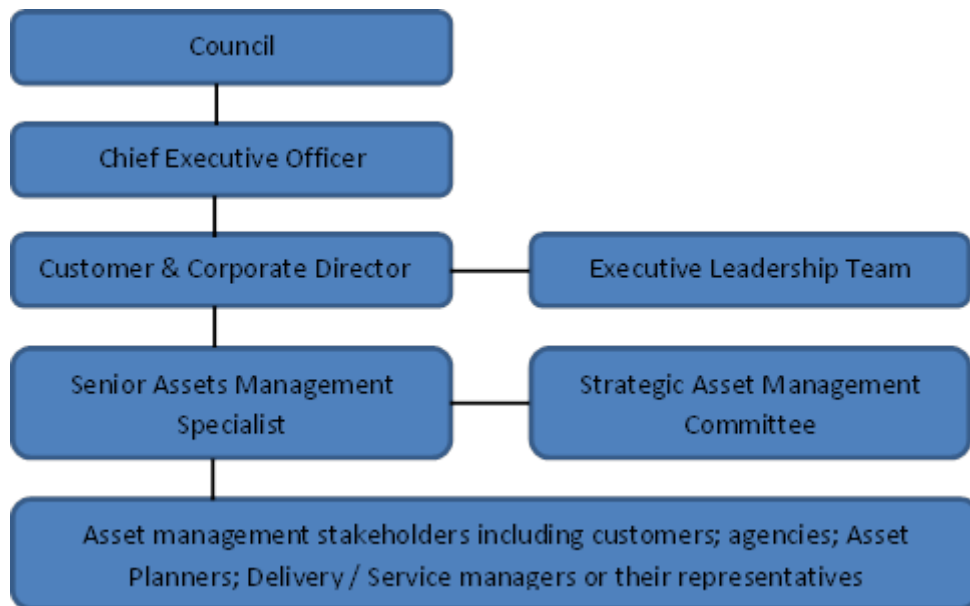 Council
Chief Executive Officer
Customer & Corporate Director
Executive Leadership Team
Senior Assets Management
Specialist
Strategic Asset Management
Committee
Asset management stakeholders including customers; agencies; Asset
Planners; Delivery / Service managers or their representatives